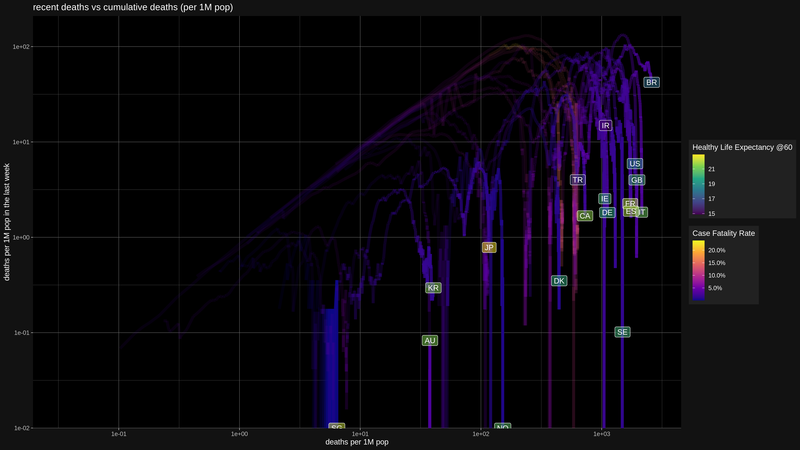 recent deaths vs cumulative deaths (per 1M pop)
1e+02
BR
IR
1e+01
US
TR
GB
IE
FR
DE
ES
IT
CA
1e+00
JP
DK
KR
1e-01
SE
AU
1e-02
SG
NO
1e-01
1e+00
1e+01
1e+02
1e+03
deaths per 1M pop
deaths per 1M pop in the last week
Healthy Life Expectancy @60
21
19
17
15
Case Fatality Rate
20.0%
15.0%
10.0%
5.0%